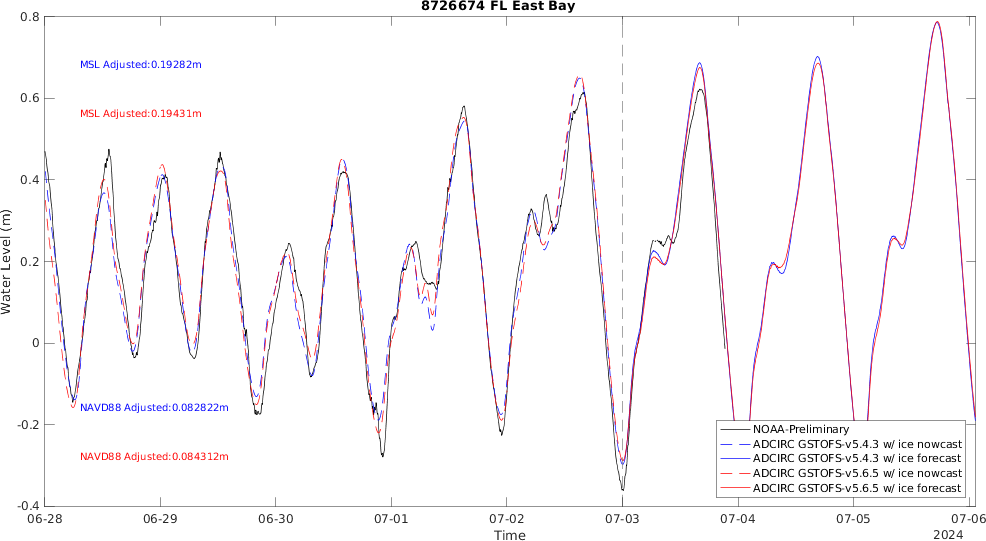 8726674 FL East Bay
MSL Adjusted:0.19282m
MSL Adjusted:0.19431m
NAVD88 Adjusted:0.082822m
NAVD88 Adjusted:0.084312m
Water Level (m)
0.8
0.6
0.4
0.2
0
-0.2
-0.4
NOAA-Preliminary
ADCIRC GSTOFS-v5.4.3 w/ ice nowcast
ADCIRC GSTOFS-v5.4.3 w/ ice forecast
ADCIRC GSTOFS-v5.6.5 w/ ice nowcast
ADCIRC GSTOFS-v5.6.5 w/ ice forecast
06-28 06-29 06-30 07-01 07-02 07-03 07-04 07-05 07-06
Time
2024